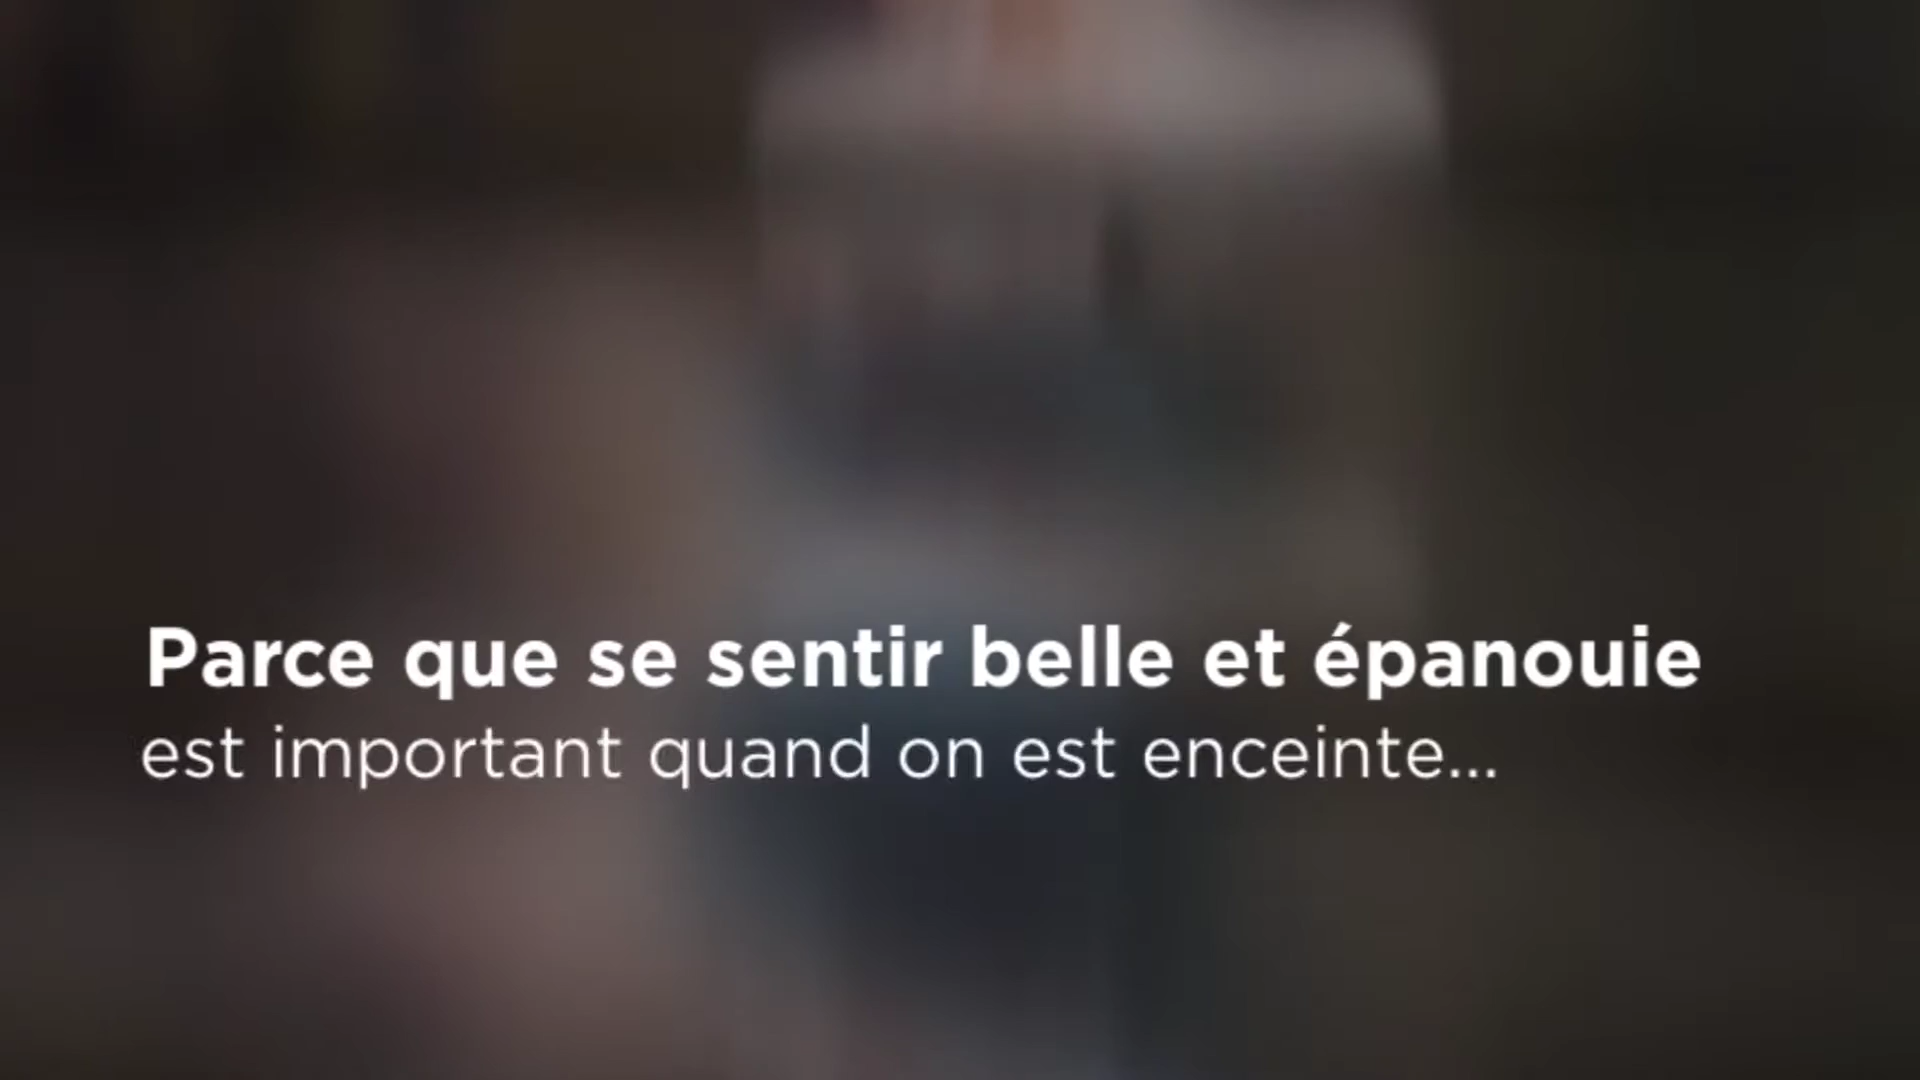 Parce que se sentir belle et épanouie
est important quand on est enceinte...